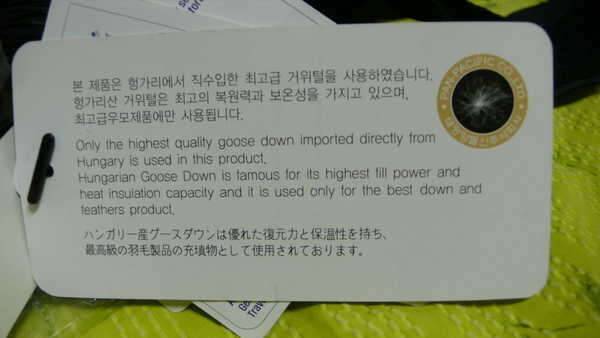 본 제품은 헝가리에서 직수입한 최고급 거위털을 사용하였습니다.
헝가리산 거위털은 최고의 복원력과 보온성을 가지고 있으며,
최고급우모제품에만 사용됩니다.
Only the highest quality goose down imported directly from
Hungary is used in this product.
Hungarian Goose Down is famous for its highest fill power and
heat insulation capacity and it is used only for the best down and
feathers product.
ハンガリー産グースダウンは優れた復元力と保温性を持ち、
最高級の羽毛製品の充填物として使用されております。
PAN-PACIFIC CO., LTD.